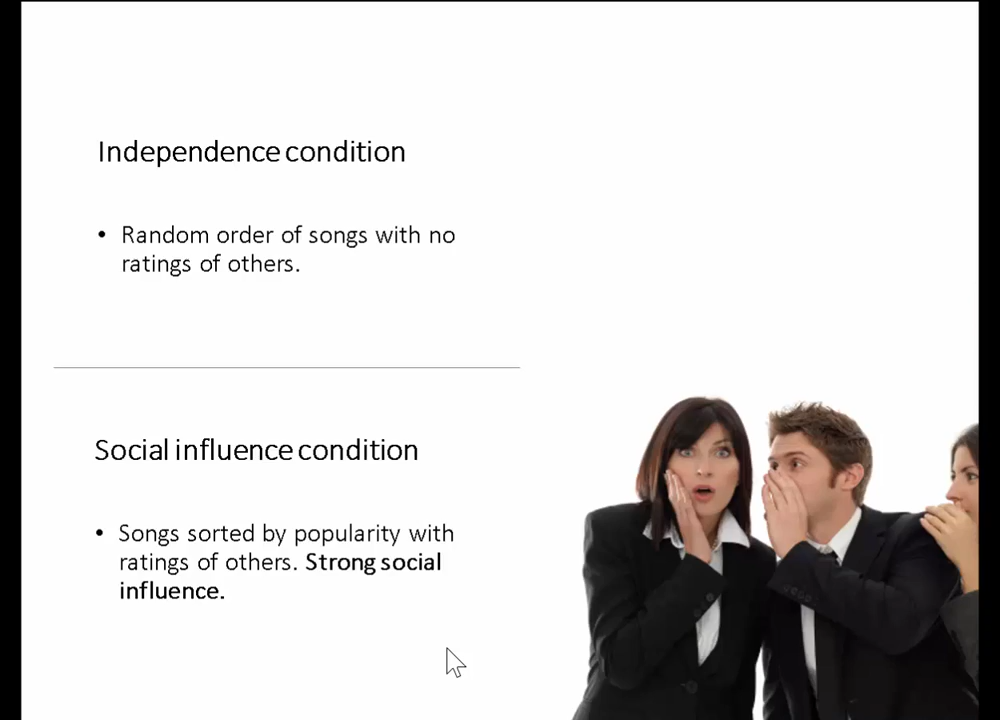 Independence condition
• Random order of songs with no
ratings of others.
Social influence condition
• Songs sorted by popularity with
ratings of others. Strong social
influence.